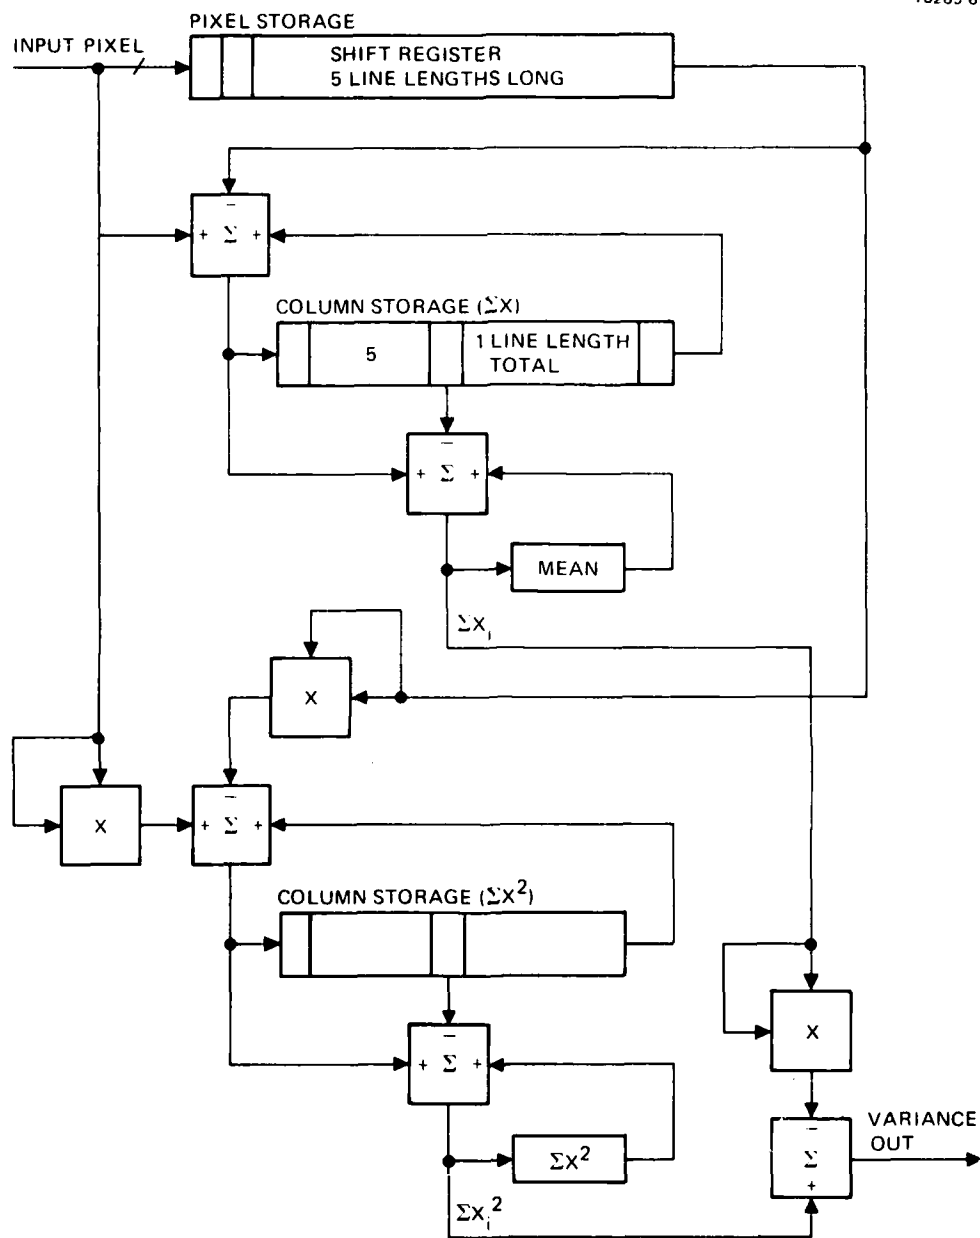 PIXEL STORAGE
INPUT PIXEL
SHIFT REGISTER
5 LINE LENGTHS LONG
−
+ Σ +
COLUMN STORAGE (ΣX)
5
1 LINE LENGTH
TOTAL
−
+ Σ +
MEAN
ΣXᵢ
X
X
−
+ Σ +
COLUMN STORAGE (ΣX²)
−
+ Σ +
X
ΣX²
ΣXᵢ²
VARIANCE
OUT
−
Σ
+